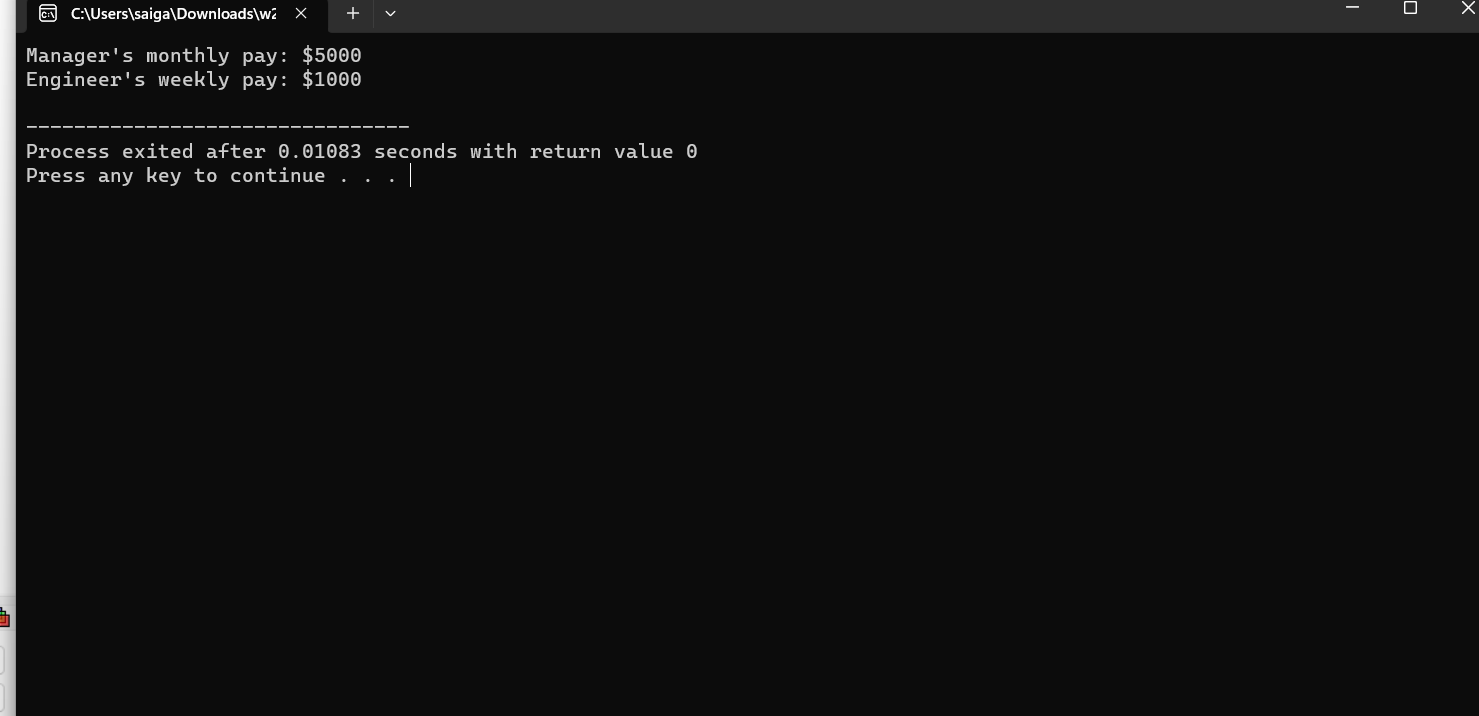 C:\Users\saiga\Downloads\w2
Manager's monthly pay: $5000
Engineer's weekly pay: $1000
--------------------------------
Process exited after 0.01083 seconds with return value 0
Press any key to continue . . .